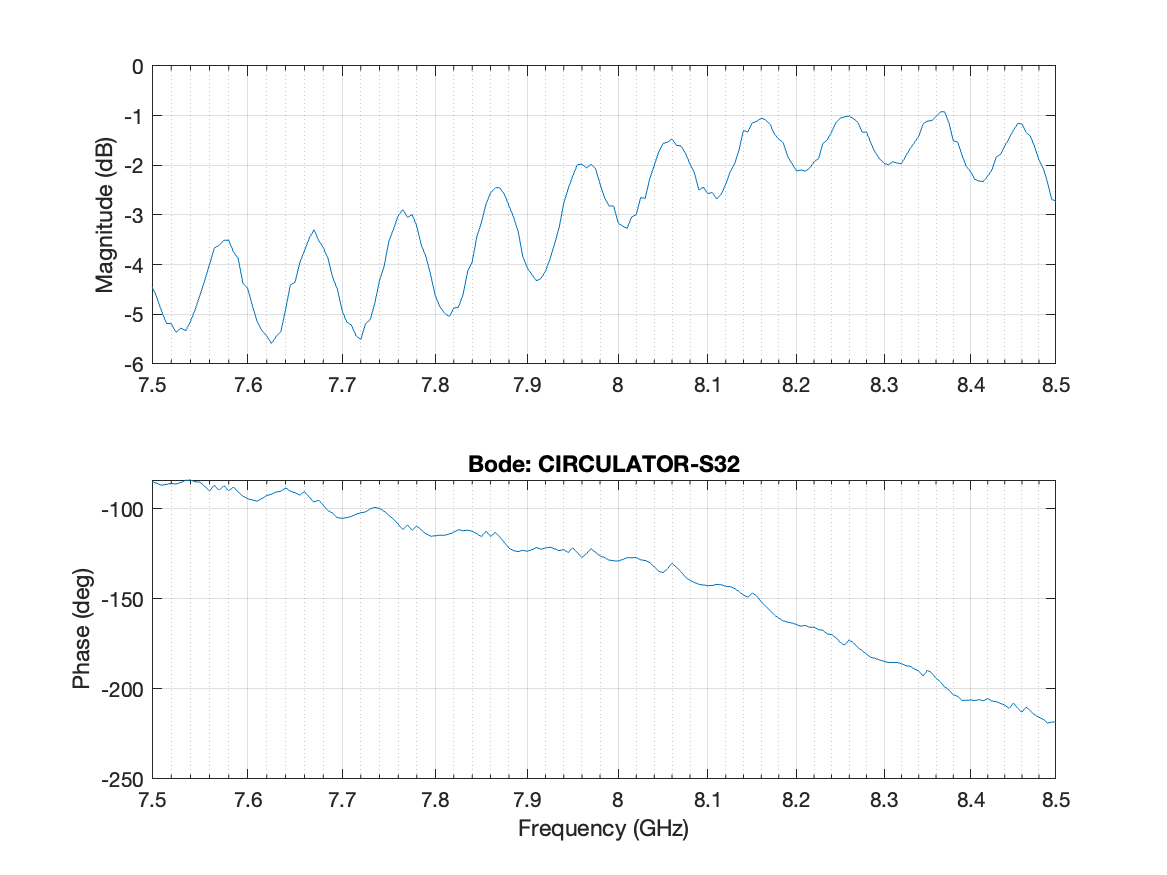 0
-1
-2
-3
-4
-5
-6
Magnitude (dB)
7.5 7.6 7.7 7.8 7.9 8 8.1 8.2 8.3 8.4 8.5
Bode: CIRCULATOR-S32
-100
-150
-200
-250
Phase (deg)
7.5 7.6 7.7 7.8 7.9 8 8.1 8.2 8.3 8.4 8.5
Frequency (GHz)